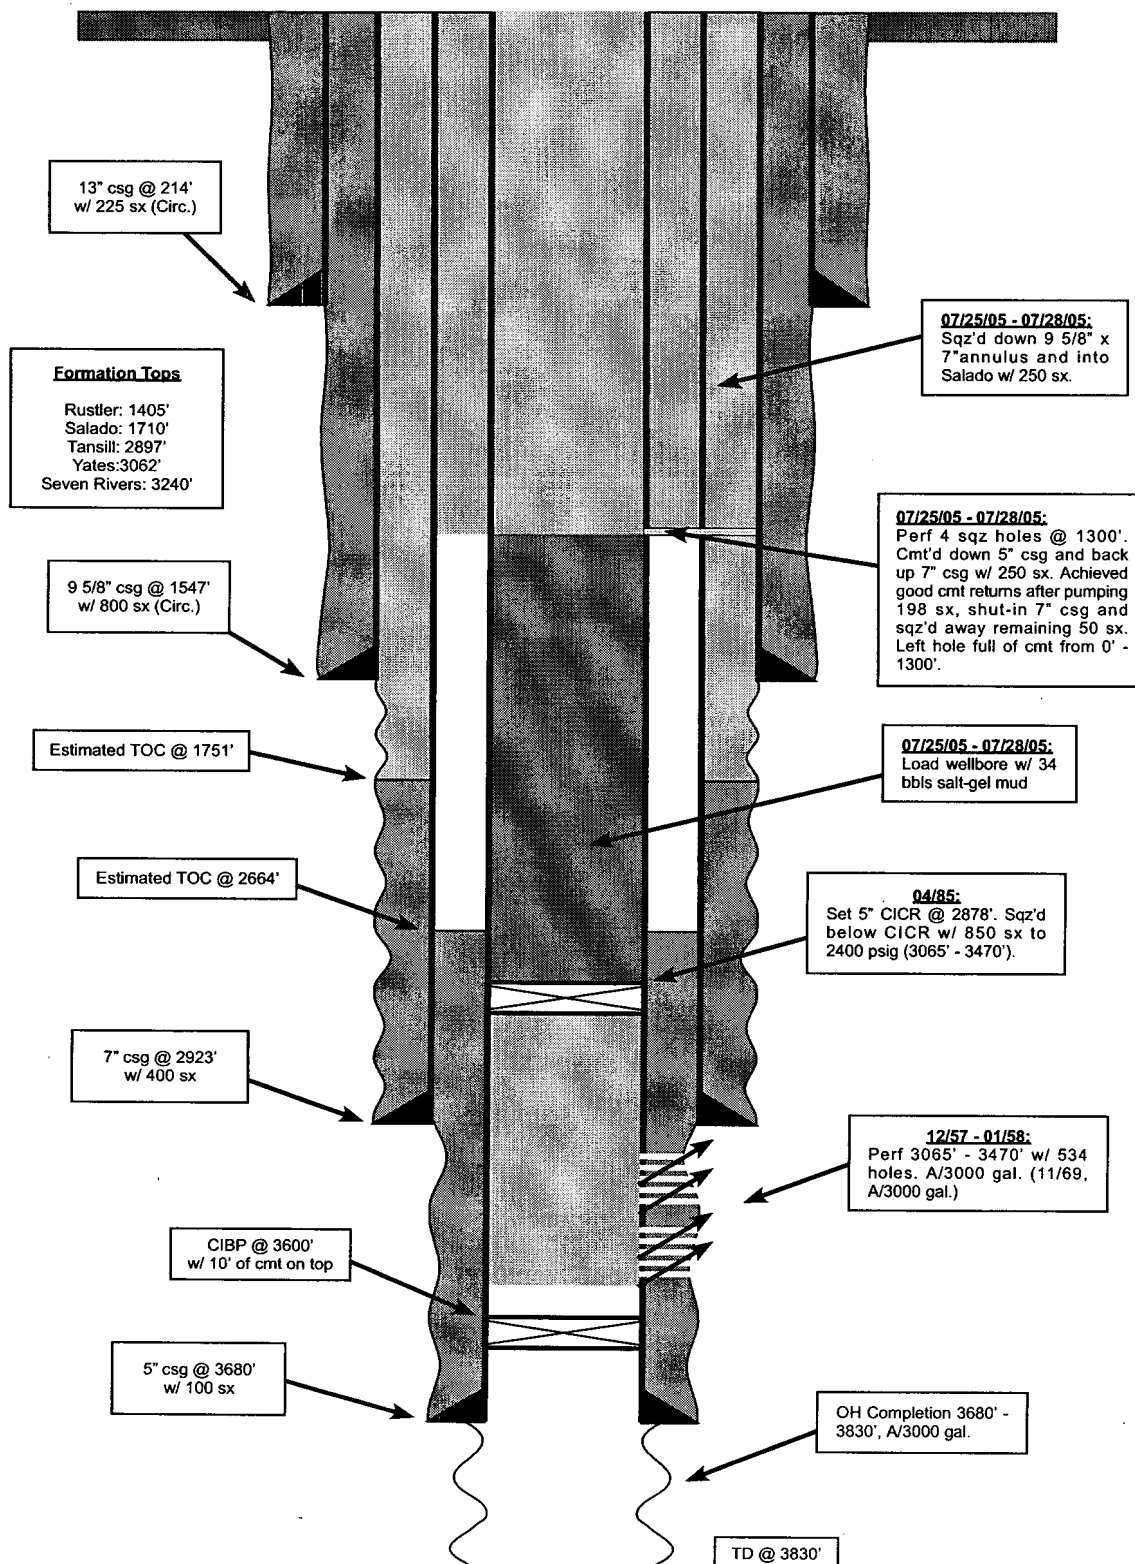 13" csg @ 214'
w/ 225 sx (Circ.)
Formation Tops
Rustler: 1405'
Salado: 1710'
Tansill: 2897'
Yates:3062'
Seven Rivers: 3240'
9 5/8" csg @ 1547'
w/ 800 sx (Circ.)
Estimated TOC @ 1751'
Estimated TOC @ 2664'
7" csg @ 2923'
w/ 400 sx
CIBP @ 3600'
w/ 10' of cmt on top
5" csg @ 3680'
w/ 100 sx
07/25/05 - 07/28/05:
Sqz'd down 9 5/8" x
7"annulus and into
Salado w/ 250 sx.
07/25/05 - 07/28/05:
Perf 4 sqz holes @ 1300'.
Cmt'd down 5" csg and back
up 7" csg w/ 250 sx. Achieved
good cmt returns after pumping
198 sx, shut-in 7" csg and
sqz'd away remaining 50 sx.
Left hole full of cmt from 0' -
1300'.
07/25/05 - 07/28/05:
Load wellbore w/ 34
bbls salt-gel mud
04/85:
Set 5" CICR @ 2878'. Sqz'd
below CICR w/ 850 sx to
2400 psig (3065' - 3470').
12/57 - 01/58:
Perf 3065' - 3470' w/ 534
holes. A/3000 gal. (11/69,
A/3000 gal.)
OH Completion 3680' -
3830', A/3000 gal.
TD @ 3830'